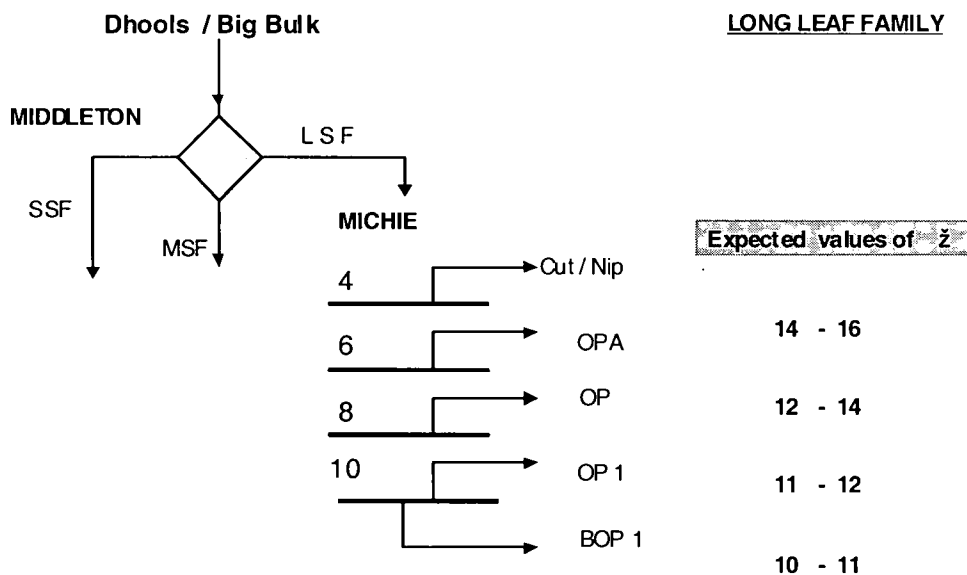 Dhools / Big Bulk
LONG LEAF FAMILY
MIDDLETON
L S F
SSF
MSF
MICHIE
Expected values of ž
4
Cut / Nip
6
OPA
14 - 16
8
OP
12 - 14
10
OP 1
11 - 12
BOP 1
10 - 11